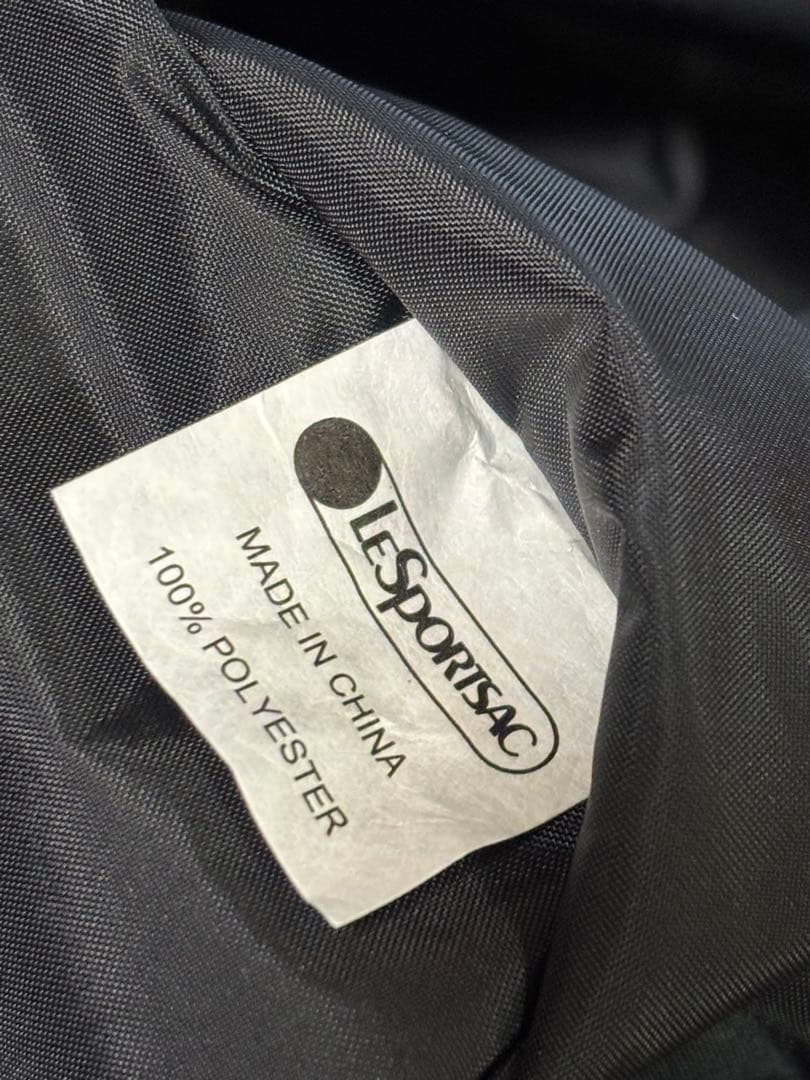 LeSportsac
MADE IN CHINA
100% POLYESTER